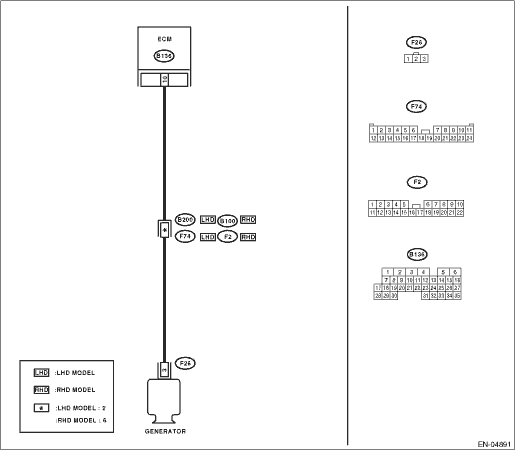 ECM
B136
10
B200 LHD B100 RHD
F74 LHD F2 RHD
*
F26
3
GENERATOR
LHD :LHD MODEL
RHD :RHD MODEL
* :LHD MODEL : 2
:RHD MODEL : 6
F26
1 2 3
F74
1 2 3 4 5 6 7 8 9 10 11
12 13 14 15 16 17 18 19 20 21 22 23 24
F2
1 2 3 4 5 6 7 8 9 10
11 12 13 14 15 16 17 18 19 20 21 22
B136
1 2 3 4 5 6
7 8 9 10 11 12 13 14 15 16
17 18 19 20 21 22 23 24 25 26 27
28 29 30 31 32 33 34 35
EN-04891